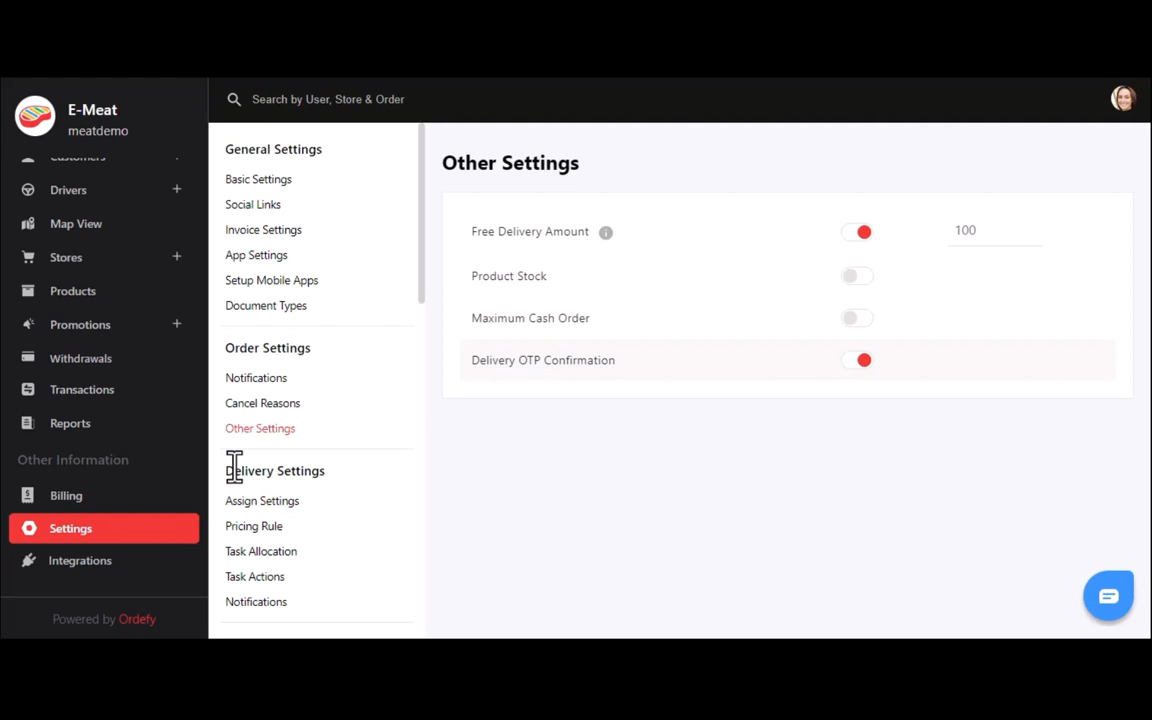 E-Meat
meatdemo
Search by User, Store & Order
Customers
Drivers
Map View
Stores
Products
Promotions
Withdrawals
Transactions
Reports
Other Information
Billing
Settings
Integrations
Powered by Ordefy
General Settings
Basic Settings
Social Links
Invoice Settings
App Settings
Setup Mobile Apps
Document Types
Order Settings
Notifications
Cancel Reasons
Other Settings
Delivery Settings
Assign Settings
Pricing Rule
Task Allocation
Task Actions
Notifications
Other Settings
Free Delivery Amount
100
Product Stock
Maximum Cash Order
Delivery OTP Confirmation